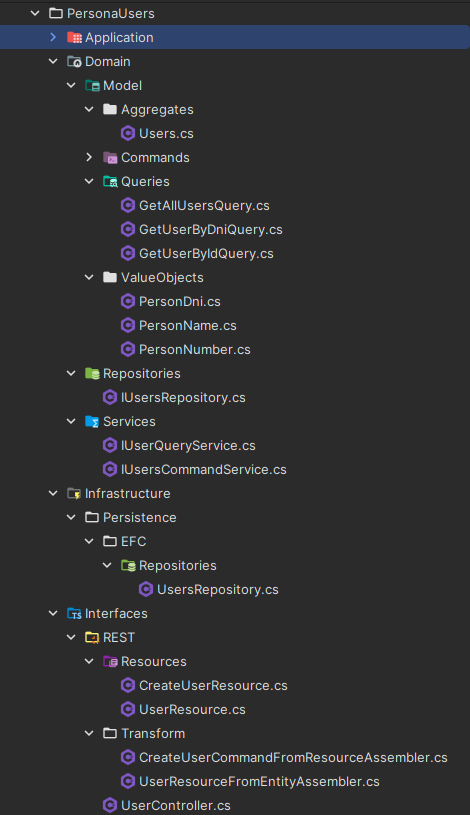 PersonaUsers
Application
Domain
Model
Aggregates
Users.cs
Commands
Queries
GetAllUsersQuery.cs
GetUserByDniQuery.cs
GetUserByIdQuery.cs
ValueObjects
PersonDni.cs
PersonName.cs
PersonNumber.cs
Repositories
IUsersRepository.cs
Services
IUserQueryService.cs
IUsersCommandService.cs
Infrastructure
Persistence
EFC
Repositories
UsersRepository.cs
Interfaces
REST
Resources
CreateUserResource.cs
UserResource.cs
Transform
CreateUserCommandFromResourceAssembler.cs
UserResourceFromEntityAssembler.cs
UserController.cs